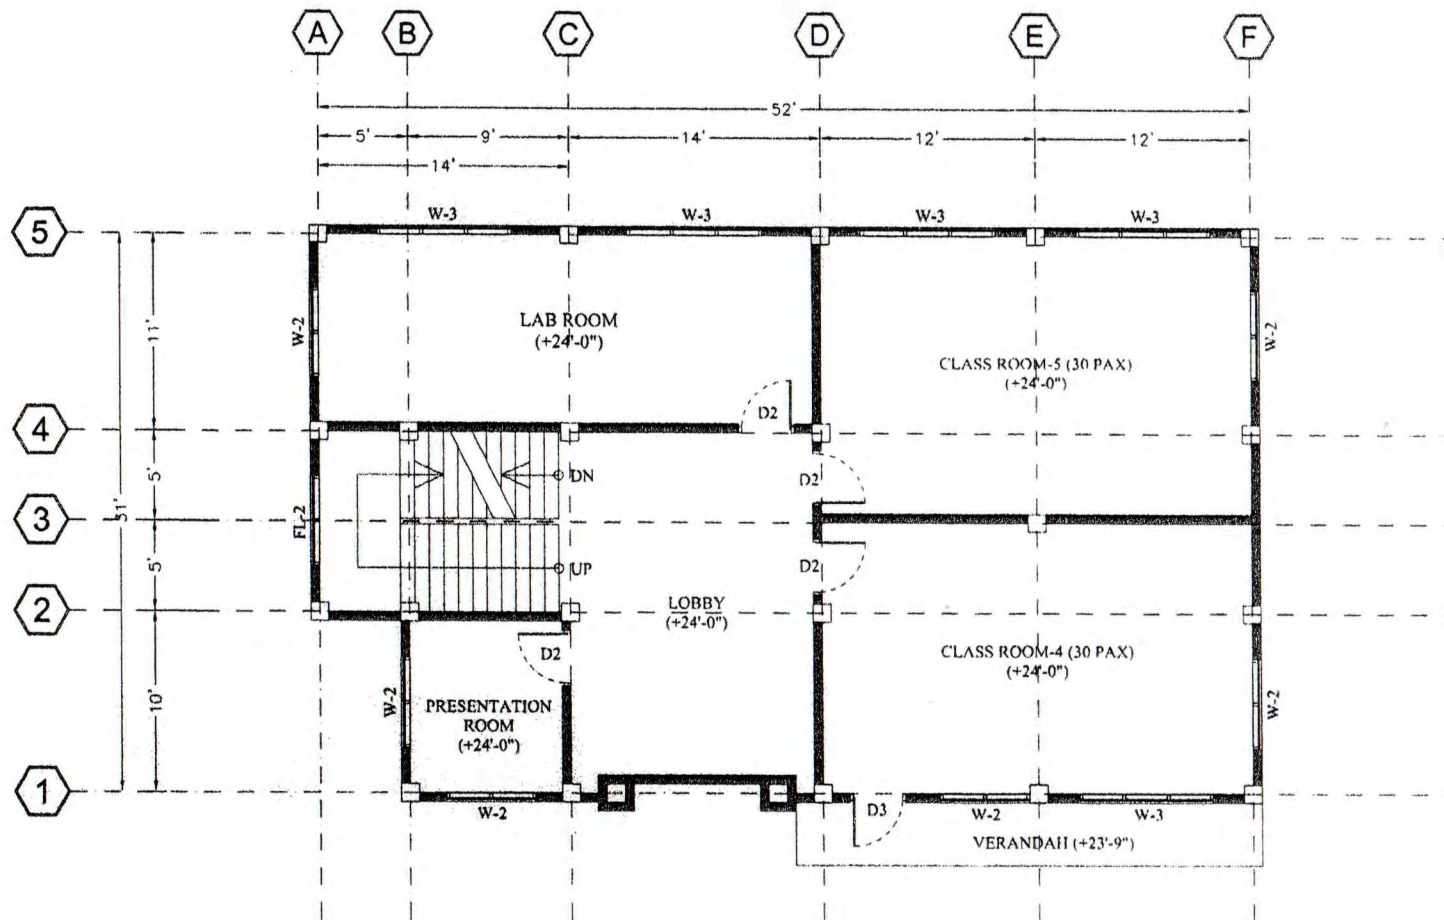 A B C D E F
52'
5' 9' 14' 12' 12'
14'
W-3 W-3 W-3 W-3
5
4
3
2
1
31'
11'
5'
5'
10'
W-2
LAB ROOM
(+24'-0")
CLASS ROOM-5 (30 PAX)
(+24'-0")
W-2
D2
DN
D2
FL-2
UP
D2
LOBBY
(+24'-0")
D2
CLASS ROOM-4 (30 PAX)
(+24'-0")
W-2
W-2
PRESENTATION
ROOM
(+24'-0")
W-2
D3
W-2
W-3
VERANDAH (+23'-9")